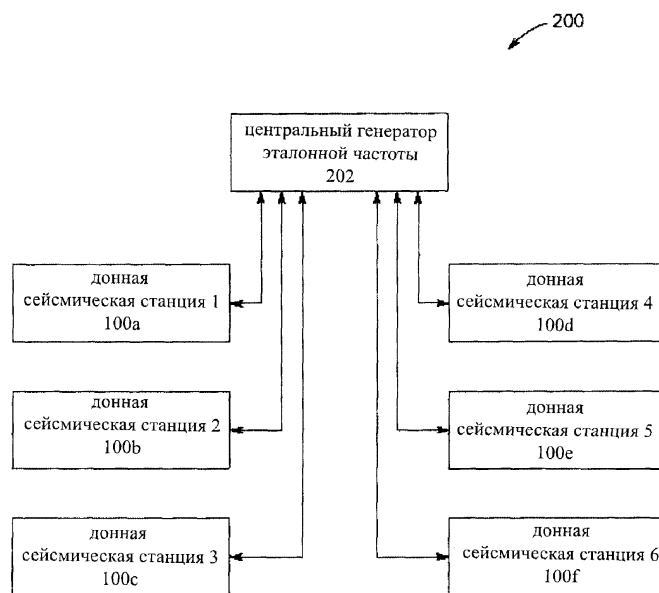 200
центральный генератор
эталонной частоты
202
донная
сейсмическая станция 1
100a
донная
сейсмическая станция 2
100b
донная
сейсмическая станция 3
100c
донная
сейсмическая станция 4
100d
донная
сейсмическая станция 5
100e
донная
сейсмическая станция 6
100f